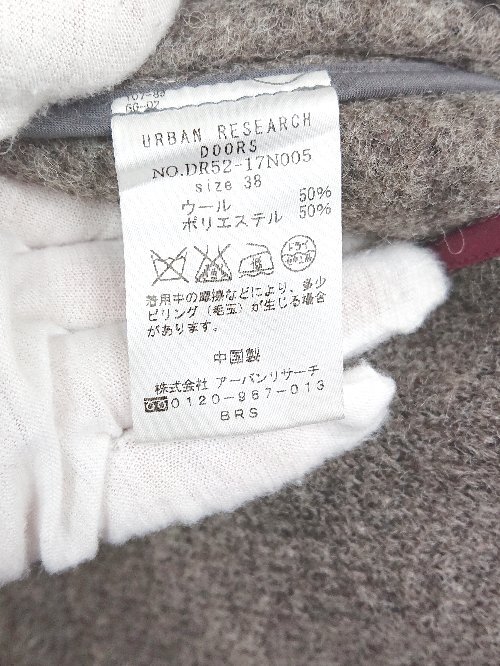 URBAN RESEARCH
DOORS
NO.DR52-17N005
size 38
ウール 50%
ポリエステル 50%
ドライ
着用中の摩擦などにより、多少
ピリング(毛玉)が生じる場合
があります。
中国製
株式会社 アーバンリサーチ
0120-967-013
BRS